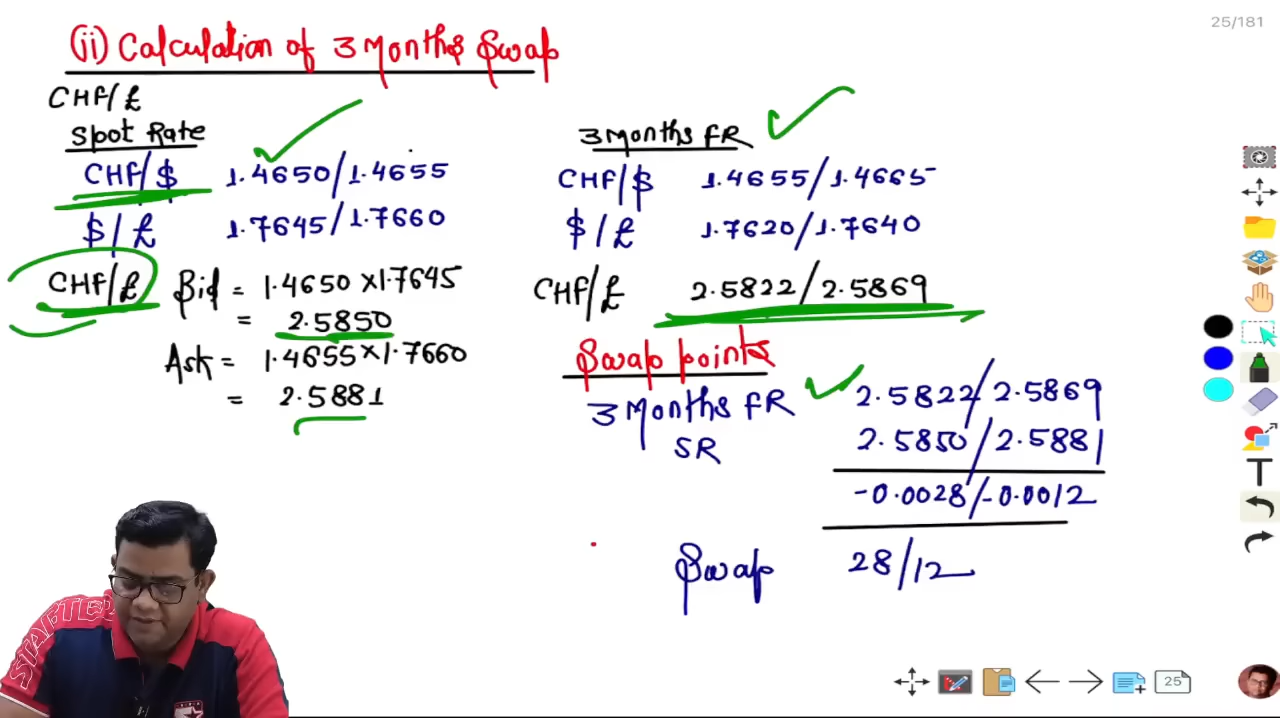 25/181
(ii) Calculation of 3 Months Swap
CHF/£
Spot Rate
CHF/$ 1.4650/1.4655
$/£ 1.7645/1.7660
CHF/£ Bid = 1.4650 x 1.7645
= 2.5850
Ask = 1.4655 x 1.7660
= 2.5881
3 Months FR
CHF/$ 1.4655/1.4665
$/£ 1.7620/1.7640
CHF/£ 2.5822/2.5869
Swap points
3 Months FR 2.5822/2.5869
SR 2.5850/2.5881
-0.0028/-0.0012
Swap 28/12
STARTE
25